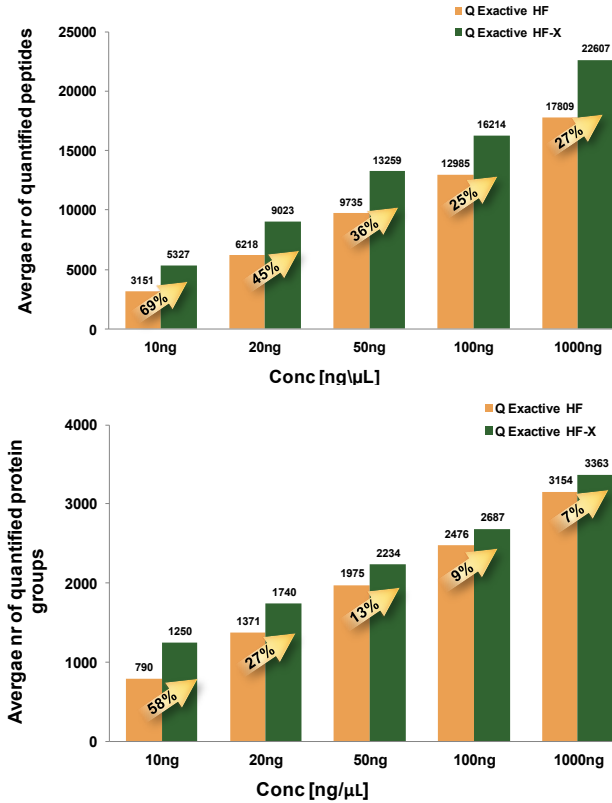 Q Exactive HF
Q Exactive HF-X
Avergae nr of quantified peptides
25000
20000
15000
10000
5000
0
3151
5327
6218
9023
9735
13259
12985
16214
17809
22607
69%
45%
36%
25%
27%
10ng
20ng
50ng
100ng
1000ng
Conc [ng\µL]
Q Exactive HF
Q Exactive HF-X
Avergae nr of quantified protein
groups
4000
3000
2000
1000
0
790
1250
1371
1740
1975
2234
2476
2687
3154
3363
58%
27%
13%
9%
7%
10ng
20ng
50ng
100ng
1000ng
Conc [ng/µL]